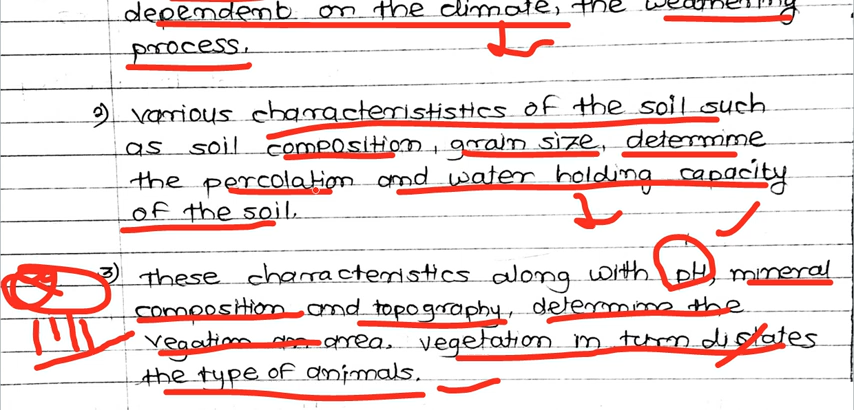 dependent on the climate, the weathering
process.
2) various characterististics of the soil such
as soil composition, grain size, determine
the percolation and water holding capacity
of the soil.
3) These characteristics along with pH, mineral
composition and topography, determine the
vegation area. vegetation in turn dictates
the type of animals.